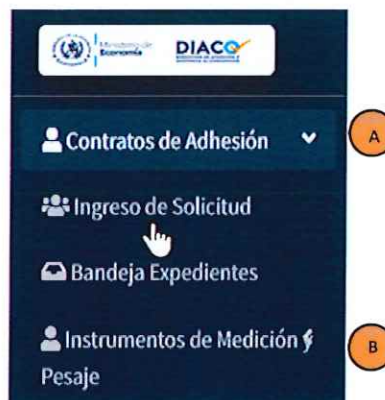 Ministerio de
Economía
DIACO
Contratos de Adhesión
A
Ingreso de Solicitud
Bandeja Expedientes
Instrumentos de Medición
B
Pesaje